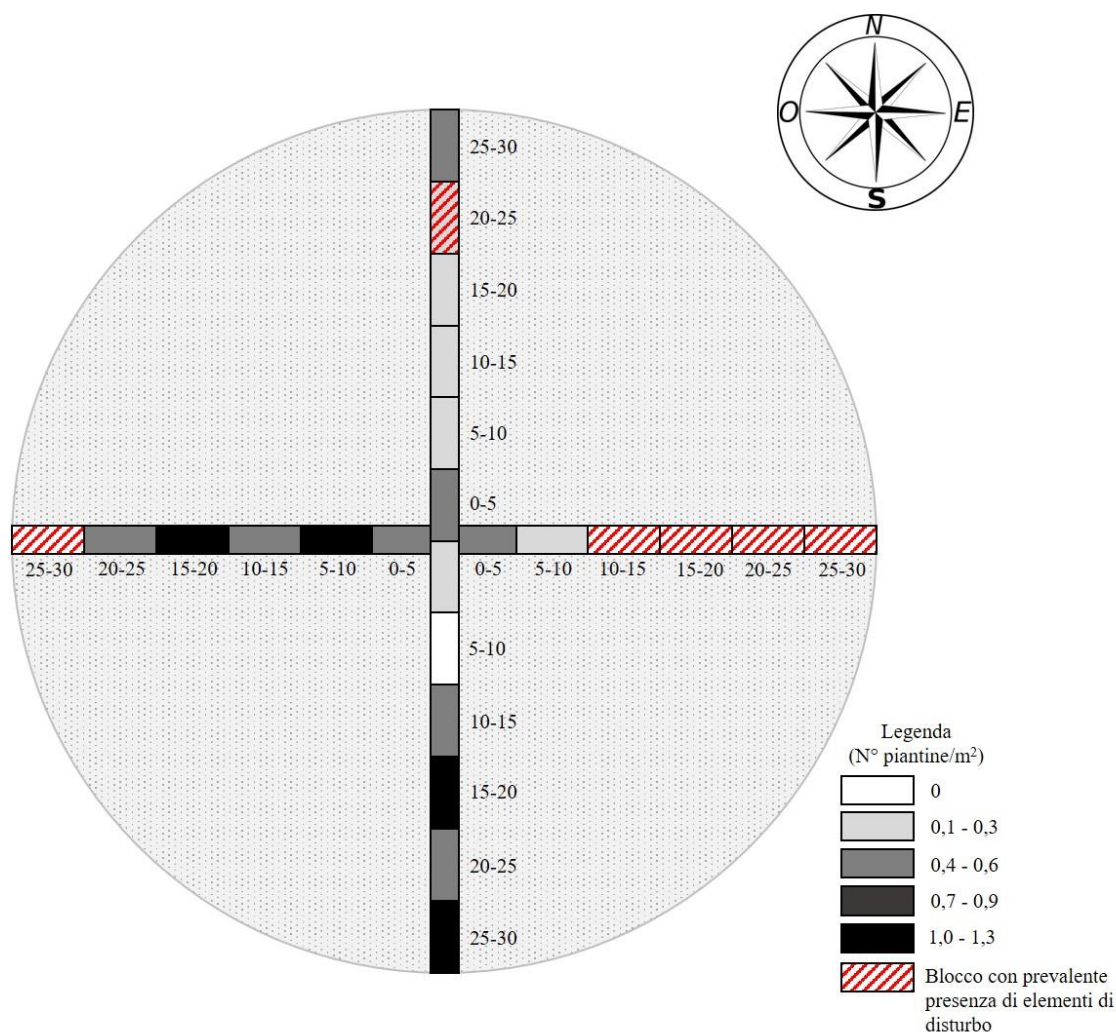 N
O
E
S
25-30
20-25
15-20
10-15
5-10
0-5
25-30 20-25 15-20 10-15 5-10 0-5 0-5 5-10 10-15 15-20 20-25 25-30
5-10
10-15
15-20
20-25
25-30
Legenda
(N° piantine/m²)
0
0,1 - 0,3
0,4 - 0,6
0,7 - 0,9
1,0 - 1,3
Blocco con prevalente
presenza di elementi di
disturbo